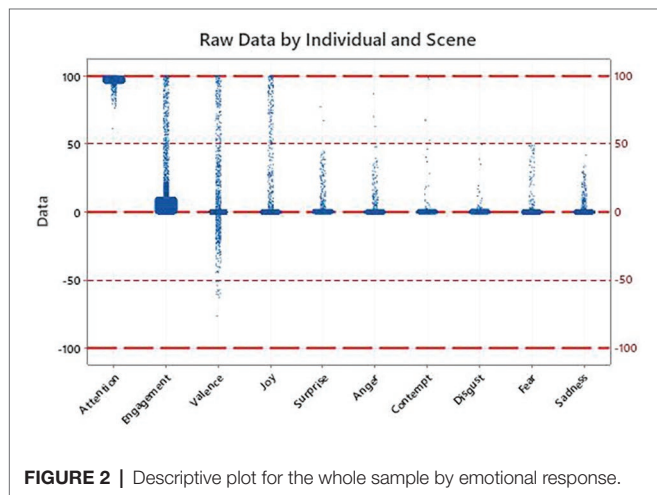 Raw Data by Individual and Scene
100
50
0
-50
-100
Data
100
50
0
-50
-100
Attention
Engagement
Valence
Joy
Surprise
Anger
Contempt
Disgust
Fear
Sadness
FIGURE 2 | Descriptive plot for the whole sample by emotional response.